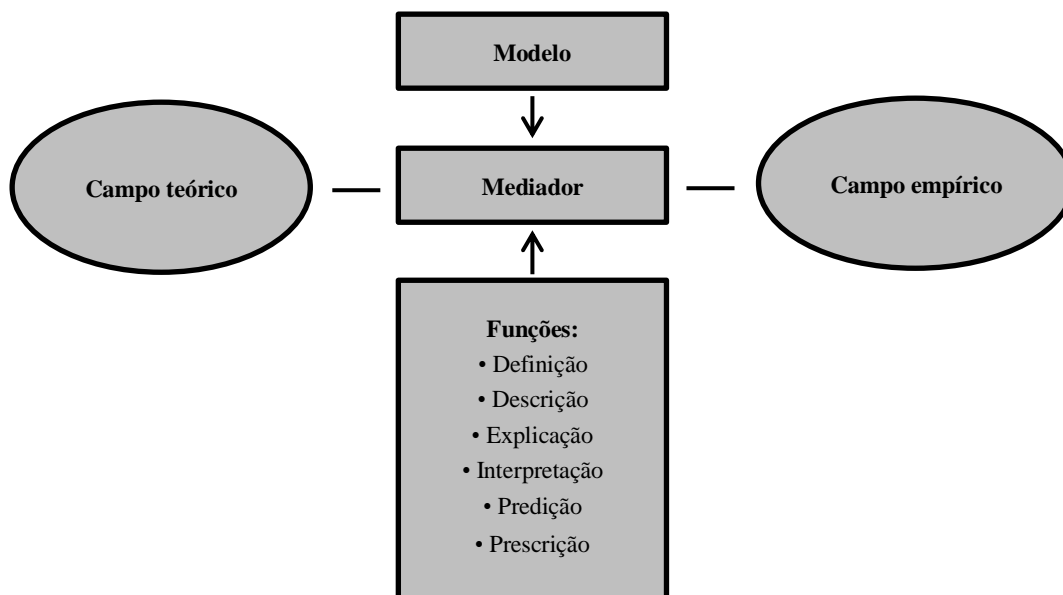 Modelo
Campo teórico
Mediador
Campo empírico
Funções:
• Definição
• Descrição
• Explicação
• Interpretação
• Predição
• Prescrição